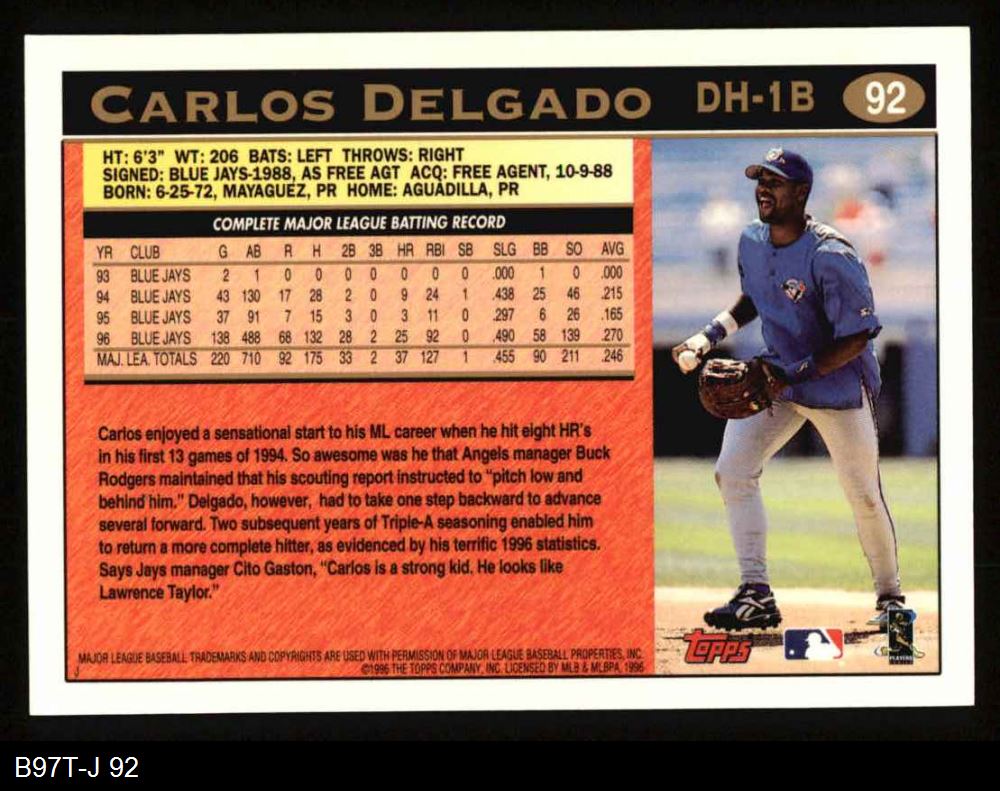 CARLOS DELGADO DH-1B 92
HT: 6'3" WT: 206 BATS: LEFT THROWS: RIGHT
SIGNED: BLUE JAYS-1988, AS FREE AGT ACQ: FREE AGENT, 10-9-88
BORN: 6-25-72, MAYAGUEZ, PR HOME: AGUADILLA, PR
COMPLETE MAJOR LEAGUE BATTING RECORD
YR CLUB G AB R H 2B 3B HR RBI SB SLG BB SO AVG
93 BLUE JAYS 2 1 0 0 0 0 0 0 0 .000 1 0 .000
94 BLUE JAYS 43 130 17 28 2 0 9 24 1 .438 25 46 .215
95 BLUE JAYS 37 91 7 15 3 0 3 11 0 .297 6 26 .165
96 BLUE JAYS 138 488 68 132 28 2 25 92 0 .490 58 139 .270
MAJ. LEA. TOTALS 220 710 92 175 33 2 37 127 1 .455 90 211 .246
Carlos enjoyed a sensational start to his ML career when he hit eight HR's
in his first 13 games of 1994. So awesome was he that Angels manager Buck
Rodgers maintained that his scouting report instructed to "pitch low and
behind him." Delgado, however, had to take one step backward to advance
several forward. Two subsequent years of Triple-A seasoning enabled him
to return a more complete hitter, as evidenced by his terrific 1996 statistics.
Says Jays manager Cito Gaston, "Carlos is a strong kid. He looks like
Lawrence Taylor."
J
MAJOR LEAGUE BASEBALL TRADEMARKS AND COPYRIGHTS ARE USED WITH PERMISSION OF MAJOR LEAGUE BASEBALL PROPERTIES, INC.
©1996 THE TOPPS COMPANY, INC. LICENSED BY MLB & MLBPA, 1996
TOPPS
PLAYERS
B97T-J 92